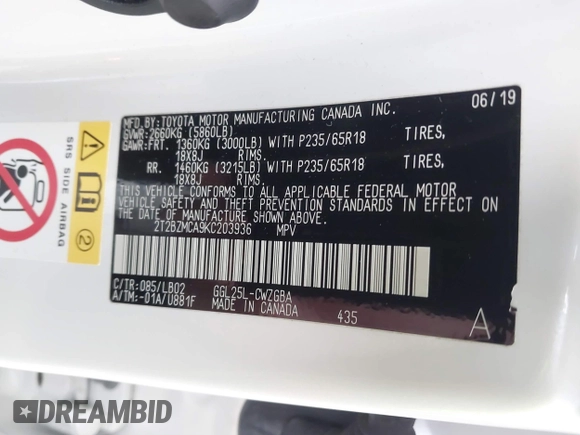 MFD. BY: TOYOTA MOTOR MANUFACTURING CANADA INC. 06/19
GVWR: 2660KG (5860LB)
GAWR: FRT. 1360KG (3000LB) WITH P235/65R18 TIRES,
18X8J RIMS.
RR. 1460KG (3215LB) WITH P235/65R18 TIRES,
18X8J RIMS.
THIS VEHICLE CONFORMS TO ALL APPLICABLE FEDERAL MOTOR
VEHICLE SAFETY AND THEFT PREVENTION STANDARDS IN
EFFECT ON THE DATE OF MANUFACTURE SHOWN ABOVE.
2T2BZMCA9KC203936 MPV
C/TR: 085/LB02 GGL25L-CWZGBA
A/TM: -01A/U881F MADE IN CANADA 435 A
SRS SIDE AIRBAG
2
DREAMBID